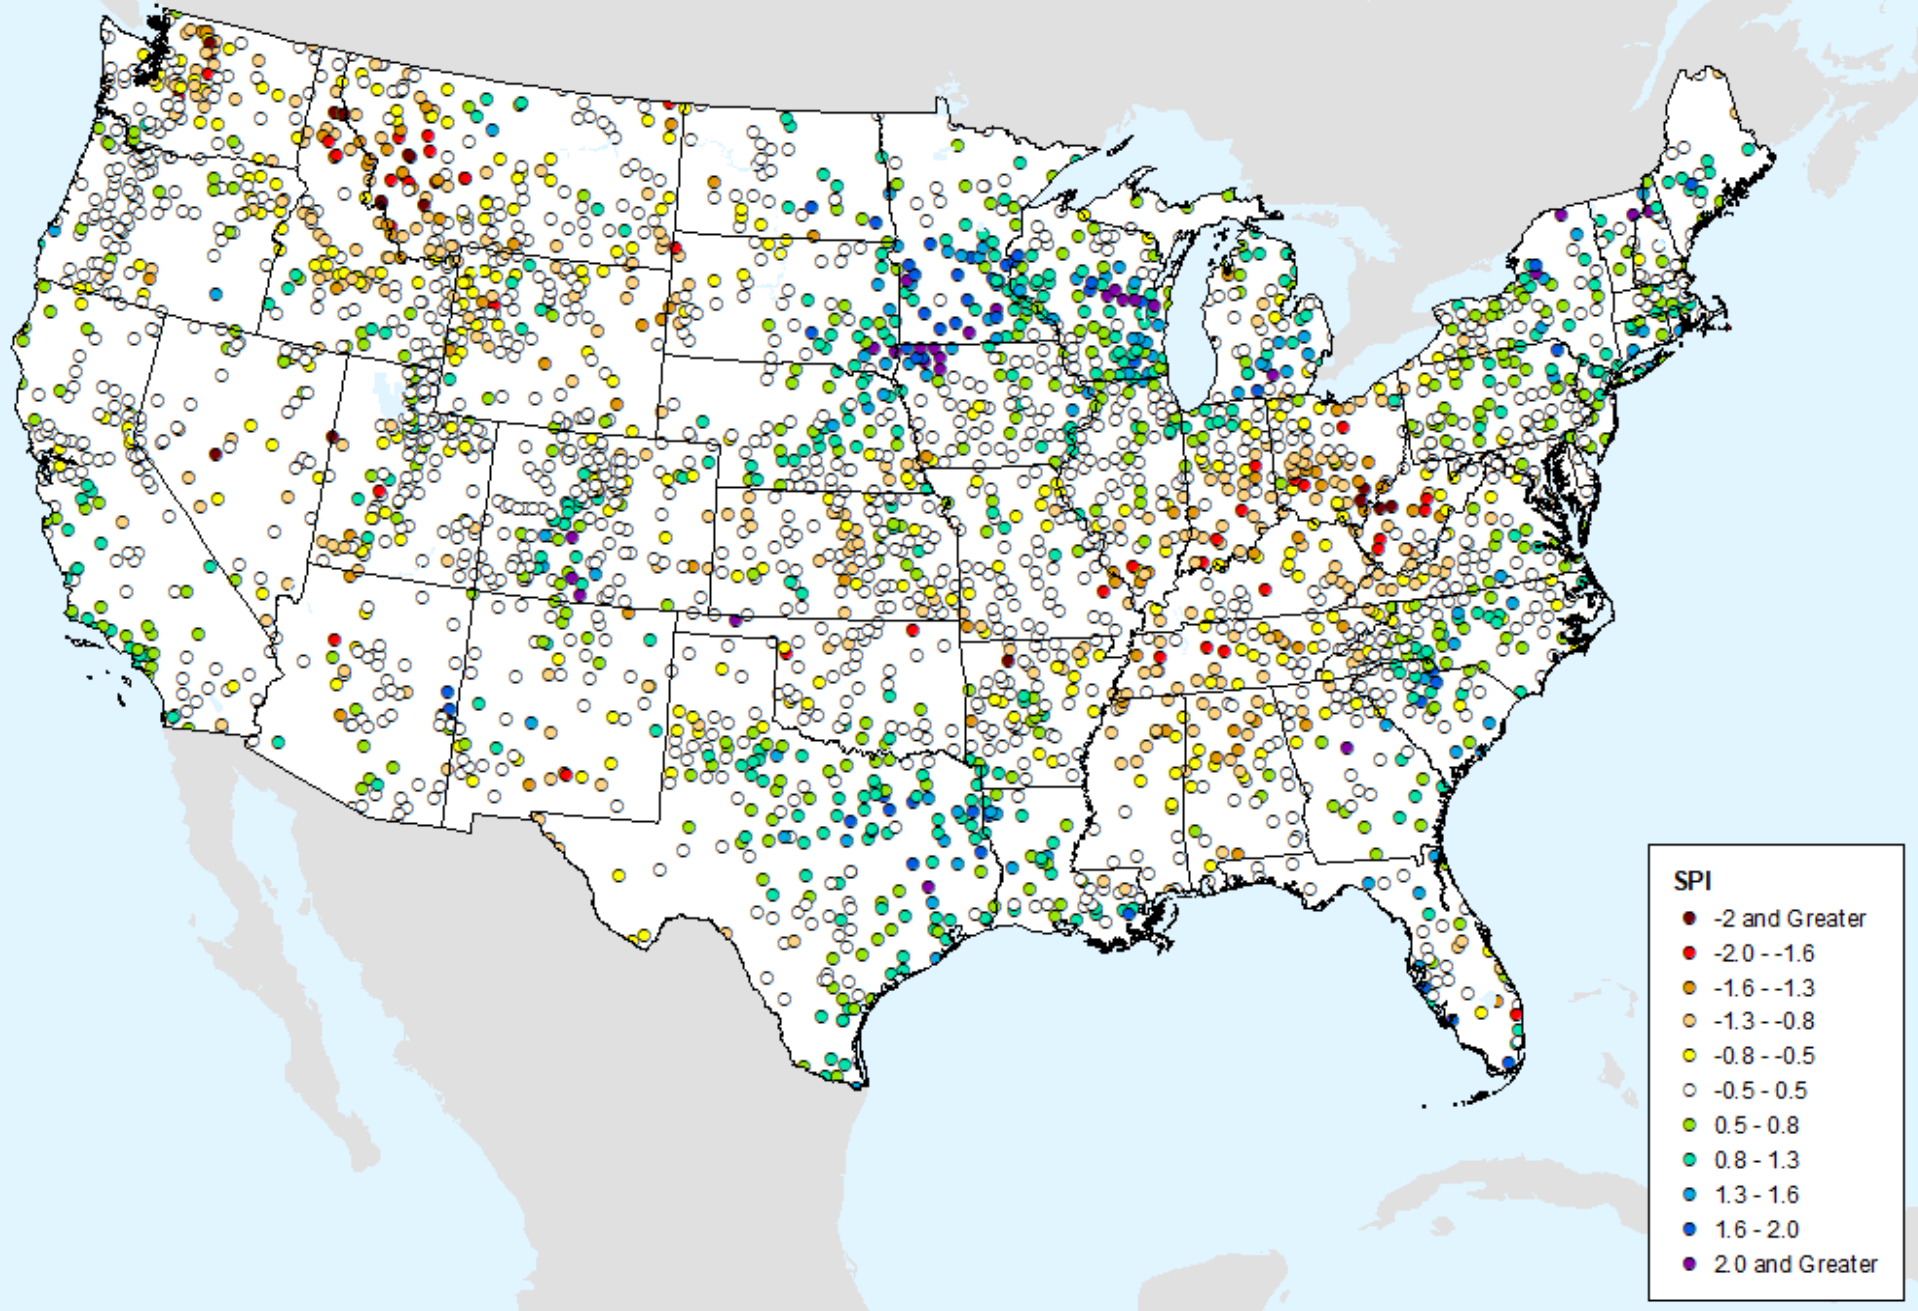 SPI
-2 and Greater
-2.0 - -1.6
-1.6 - -1.3
-1.3 - -0.8
-0.8 - -0.5
-0.5 - 0.5
0.5 - 0.8
0.8 - 1.3
1.3 - 1.6
1.6 - 2.0
2.0 and Greater